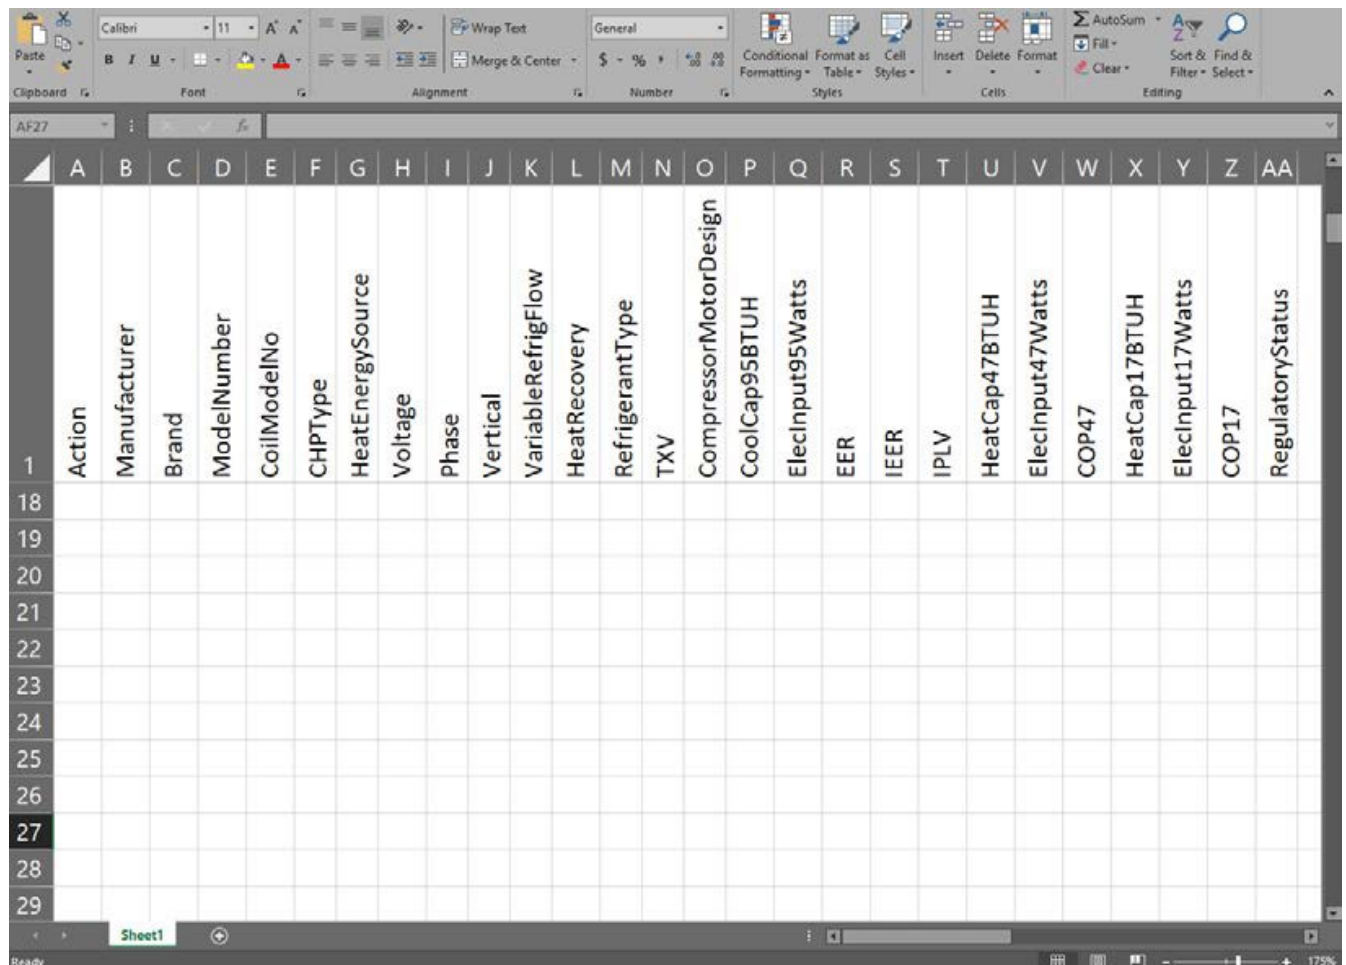 Calibri 11 A A Wrap Text General AutoSum
Fill
Paste B I U A Merge & Center $ % , Conditional Format as Cell Insert Delete Format Clear Sort & Find &
Formatting Table Styles Filter Select
Clipboard Font Alignment Number Styles Cells Editing
AF27 fx
A B C D E F G H I J K L M N O P Q R S T U V W X Y Z AA
1 Action Manufacturer Brand ModelNumber CoilModelNo CHPType HeatEnergySource Voltage Phase Vertical VariableRefrigFlow HeatRecovery RefrigerantType TXV CompressorMotorDesign CoolCap95BTUH ElecInput95Watts EER IEER IPLV HeatCap47BTUH ElecInput47Watts COP47 HeatCap17BTUH ElecInput17Watts COP17 RegulatoryStatus
18
19
20
21
22
23
24
25
26
27
28
29
Sheet1
Ready 175%